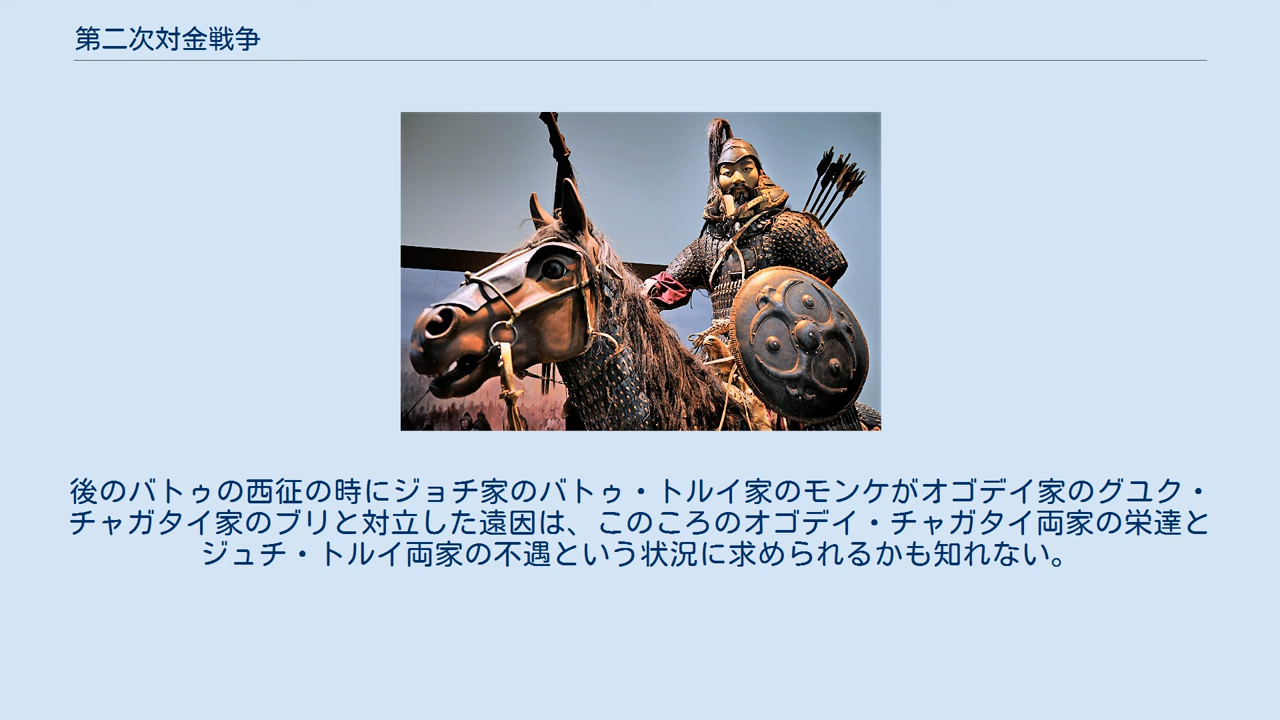 第二次対金戦争
後のバトゥの西征の時にジョチ家のバトゥ・トルイ家のモンケがオゴデイ家のグユク・
チャガタイ家のブリと対立した遠因は、このころのオゴデイ・チャガタイ両家の栄達と
ジュチ・トルイ両家の不遇という状況に求められるかも知れない。